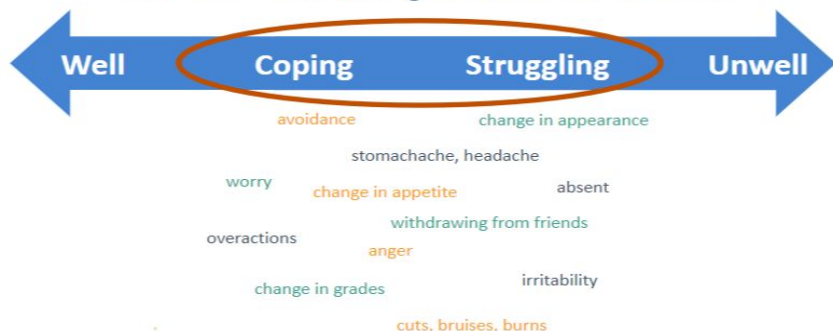 Well Coping Struggling Unwell
avoidance change in appearance
stomachache, headache
worry change in appetite absent
withdrawing from friends
overactions anger
irritability
change in grades
cuts, bruises, burns